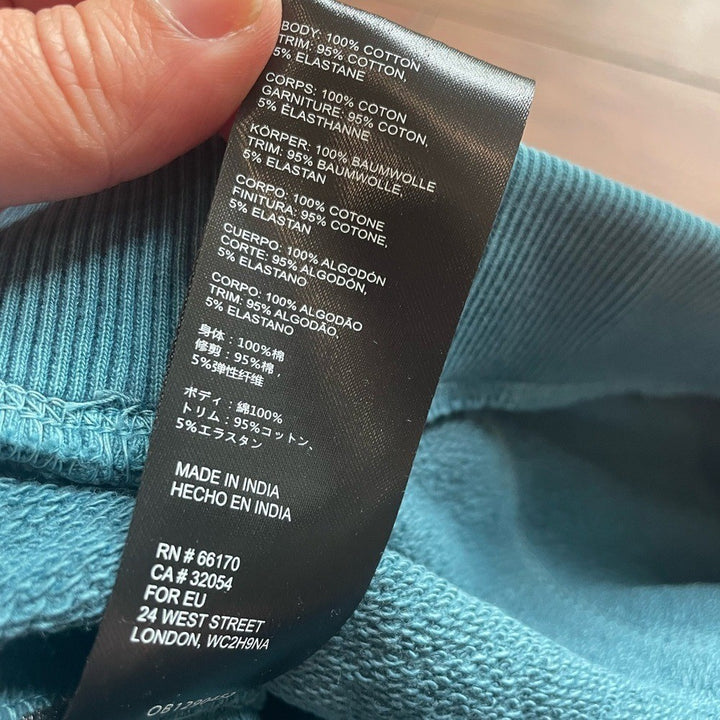 BODY: 100% COTTON
TRIM: 95% COTTON,
5% ELASTANE
CORPS: 100% COTON
GARNITURE: 95% COTON,
5% ÉLASTHANNE
KÖRPER: 100% BAUMWOLLE
TRIM: 95% BAUMWOLLE,
5% ELASTAN
CORPO: 100% COTONE
FINITURA: 95% COTONE,
5% ELASTAN
CUERPO: 100% ALGODÓN
CORTE: 95% ALGODÓN,
5% ELASTANO
CORPO: 100% ALGODÃO
TRIM: 95% ALGODÃO,
5% ELASTANO
身体：100%棉
修剪：95%棉，
5%弹性纤维
ボディ：綿100%
トリム：95%コットン、
5%エラスタン
MADE IN INDIA
HECHO EN INDIA
RN # 66170
CA # 32054
FOR EU
24 WEST STREET
LONDON, WC2H9NA